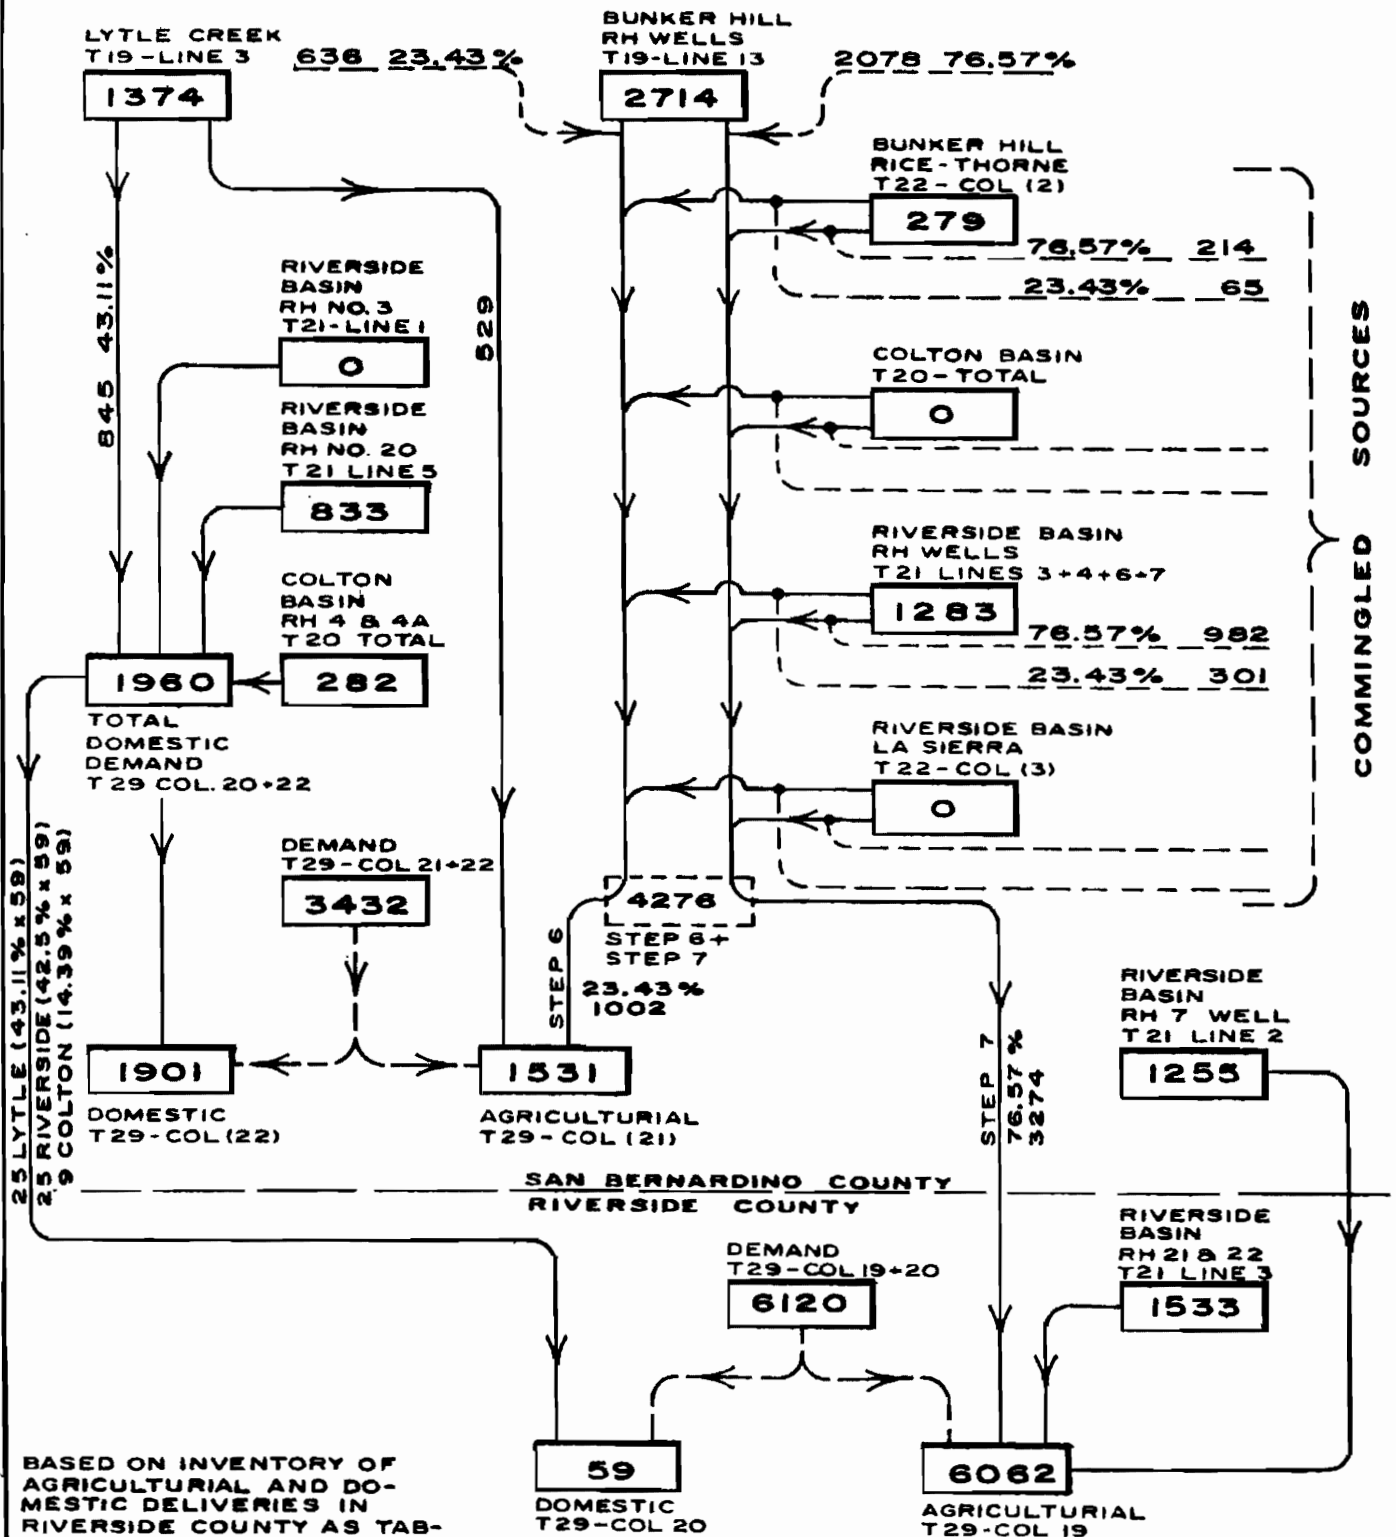 LYTLE CREEK
T19-LINE 3
1374
636 23.43%
BUNKER HILL
RH WELLS
T19-LINE 13
2714
2078 76.57%
BUNKER HILL
RICE-THORNE
T22-COL (2)
279
76.57% 214
23.43% 65
845 43.11%
529
RIVERSIDE
BASIN
RH NO. 3
T21-LINE 1
0
RIVERSIDE
BASIN
RH NO. 20
T21 LINE 5
833
COLTON
BASIN
RH 4 & 4A
T20 TOTAL
282
1960
TOTAL
DOMESTIC
DEMAND
T29 COL. 20+22
COLTON BASIN
T20-TOTAL
0
RIVERSIDE BASIN
RH WELLS
T21 LINES 3+4+6+7
1283
76.57% 982
23.43% 301
RIVERSIDE BASIN
LA SIERRA
T22-COL (3)
0
COMMINGLED SOURCES
DEMAND
T29-COL 21+22
3432
4276
STEP 6+
STEP 7
STEP 6
23.43%
1002
1901
DOMESTIC
T29-COL (22)
1531
AGRICULTURIAL
T29-COL (21)
STEP 7
76.57%
3274
RIVERSIDE
BASIN
RH 7 WELL
T21 LINE 2
1255
25 LYTLE (43.11% x 59)
25 RIVERSIDE (42.5% x 59)
9 COLTON (14.39% x 59)
SAN BERNARDINO COUNTY
RIVERSIDE COUNTY
DEMAND
T29-COL 19+20
6120
RIVERSIDE
BASIN
RH 21 & 22
T21 LINE 3
1533
59
DOMESTIC
T29-COL 20
6062
AGRICULTURIAL
T29-COL 19
BASED ON INVENTORY OF
AGRICULTURIAL AND DO-
MESTIC DELIVERIES IN
RIVERSIDE COUNTY AS TAB-